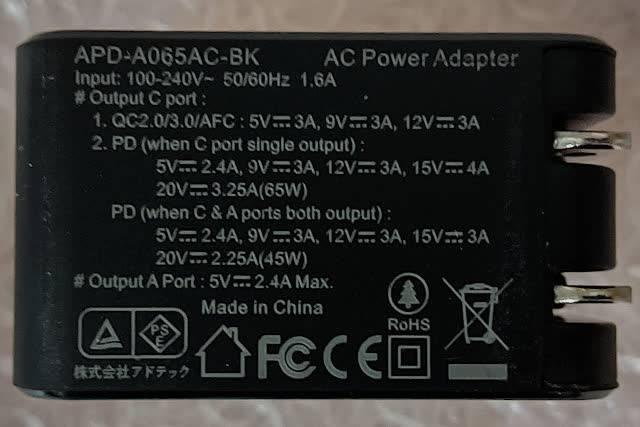 APD-A065AC-BK AC Power Adapter
Input: 100-240V~ 50/60Hz 1.6A
# Output C port :
1. QC2.0/3.0/AFC : 5V⎓3A, 9V⎓3A, 12V⎓3A
2. PD (when C port single output) :
5V⎓2.4A, 9V⎓3A, 12V⎓3A, 15V⎓4A
20V⎓3.25A(65W)
PD (when C & A ports both output) :
5V⎓2.4A, 9V⎓3A, 12V⎓3A, 15V⎓3A
20V⎓2.25A(45W)
# Output A Port : 5V⎓2.4A Max.
Made in China
RoHS
PS
E
FC CE
株式会社アドテック